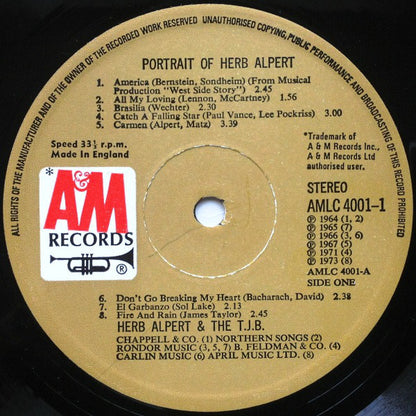 ALL RIGHTS OF THE MANUFACTURER AND OF THE OWNER OF THE RECORDED WORK RESERVED UNAUTHORISED COPYING, PUBLIC PERFORMANCE AND BROADCASTING OF THIS RECORD PROHIBITED
PORTRAIT OF HERB ALPERT
1. America (Bernstein, Sondheim) (From Musical
Production "West Side Story") 2.45
2. All My Loving (Lennon, McCartney) 1.56
3. Brasilia (Wechter) 2.30
4. Catch A Falling Star (Paul Vance, Lee Pockriss)
5. Carmen (Alpert, Matz) 3.39
Speed 33⅓ r.p.m.
Made In England
*Trademark of
A & M Records Inc.,
A & M Records Ltd
authorised user.
*
A&M
RECORDS
®
STEREO
AMLC 4001-1
℗ 1964 (1, 2)
℗ 1965 (7)
℗ 1966 (3, 6)
℗ 1967 (5)
℗ 1971 (4)
℗ 1973 (8)
AMLC 4001-A
SIDE ONE
6. Don't Go Breaking My Heart (Bacharach, David) 2.38
7. El Garbanzo (Sol Lake) 2.13
8. Fire And Rain (James Taylor)
HERB ALPERT & THE T.J.B.
CHAPPELL & CO. (1) NORTHERN SONGS (2)
RONDOR MUSIC (3, 5, 7) B. FELDMAN & CO. (4)
CARLIN MUSIC (6) APRIL MUSIC LTD. (8)